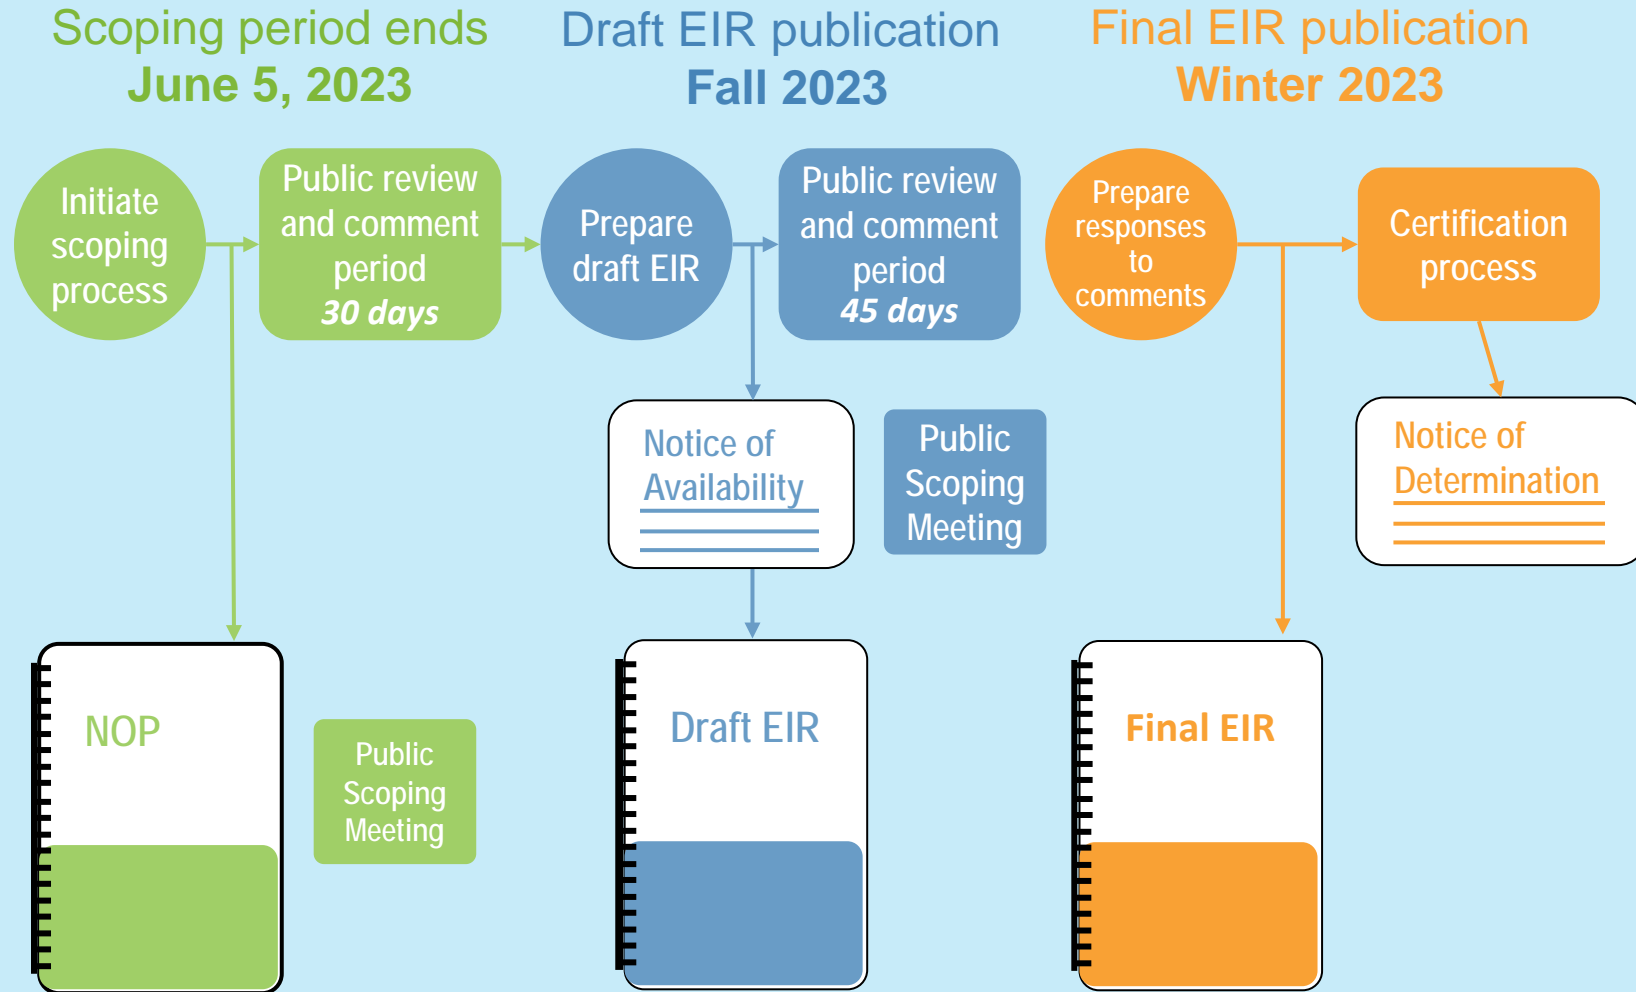 Scoping period ends
June 5, 2023
Draft EIR publication
Fall 2023
Final EIR publication
Winter 2023
Initiate
scoping
process
Public review
and comment
period
30 days
Prepare
draft EIR
Public review
and comment
period
45 days
Prepare
responses
to
comments
Certification
process
Notice of
Availability
Public
Scoping
Meeting
Notice of
Determination
NOP
Public
Scoping
Meeting
Draft EIR
Final EIR